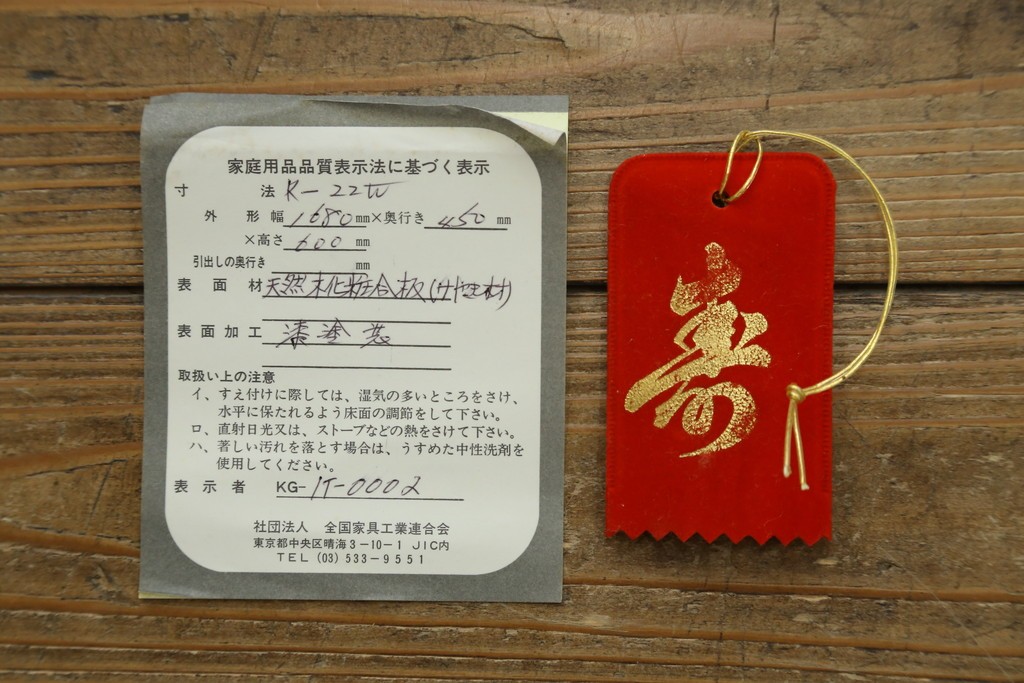 家庭用品品質表示法に基づく表示
寸法 K-22W
外形幅 1680mm×奥行き 450mm
×高さ 600mm
引出しの奥行き mm
表面材 天然木化粧合板(けやき材)
表面加工 漆塗装
取扱い上の注意
イ、すえ付けに際しては、湿気の多いところをさけ、
水平に保たれるよう床面の調節をして下さい。
ロ、直射日光又は、ストーブなどの熱をさけて下さい。
ハ、著しい汚れを落とす場合は、うすめた中性洗剤を
使用してください。
表示者 KG-IT-0002
社団法人 全国家具工業連合会
東京都中央区晴海3-10-1 JIC内
TEL (03) 533-9551
寿